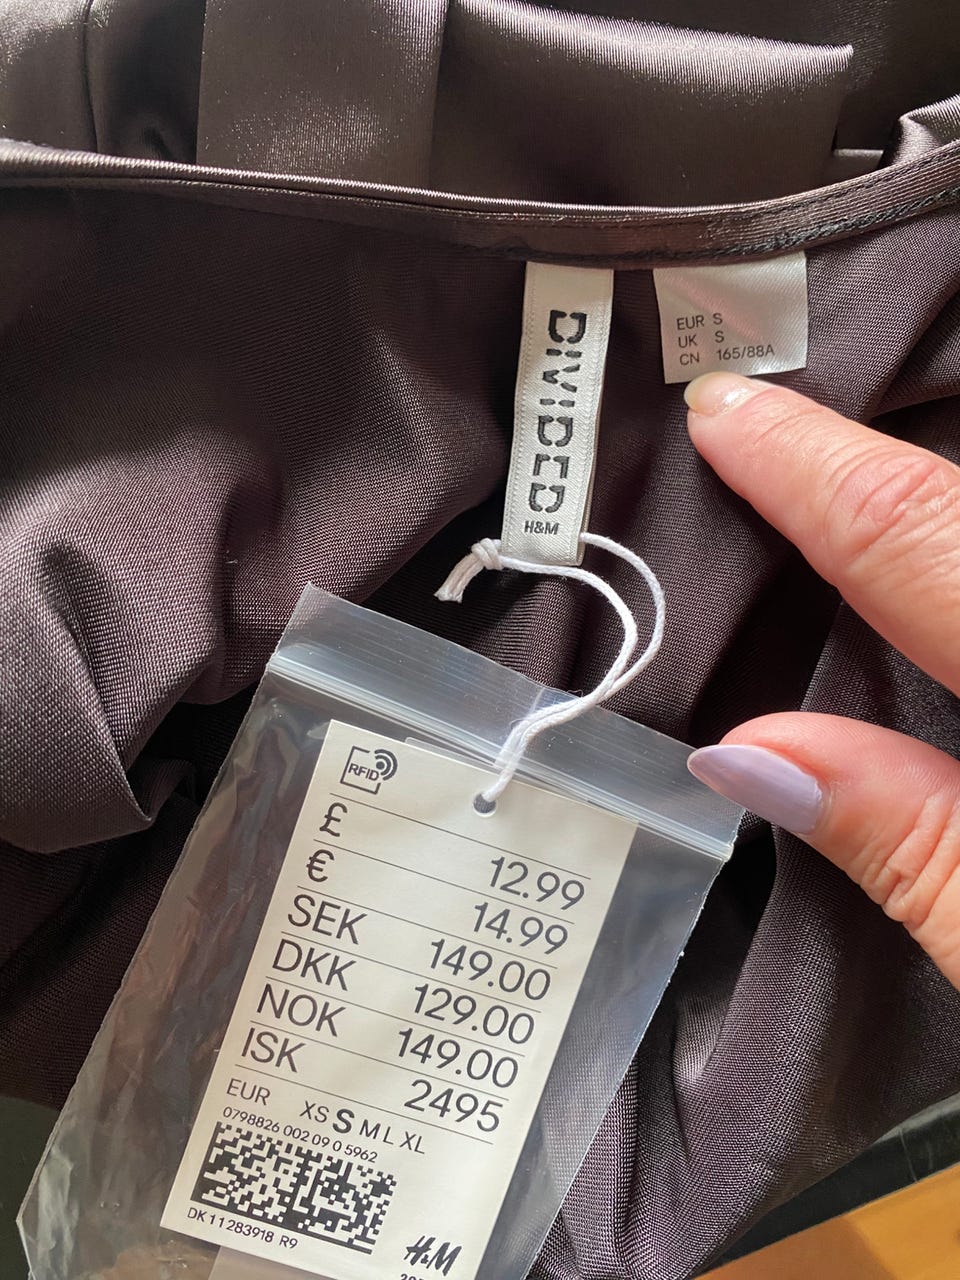 DIVIDED
H&M
EUR S
UK S
CN 165/88A
RFID
£ 12.99
€ 14.99
SEK 149.00
DKK 129.00
NOK 149.00
ISK 2495
EUR XS S M L XL
0798826 002 09 0 5962
DK 11283918 R9
H&M